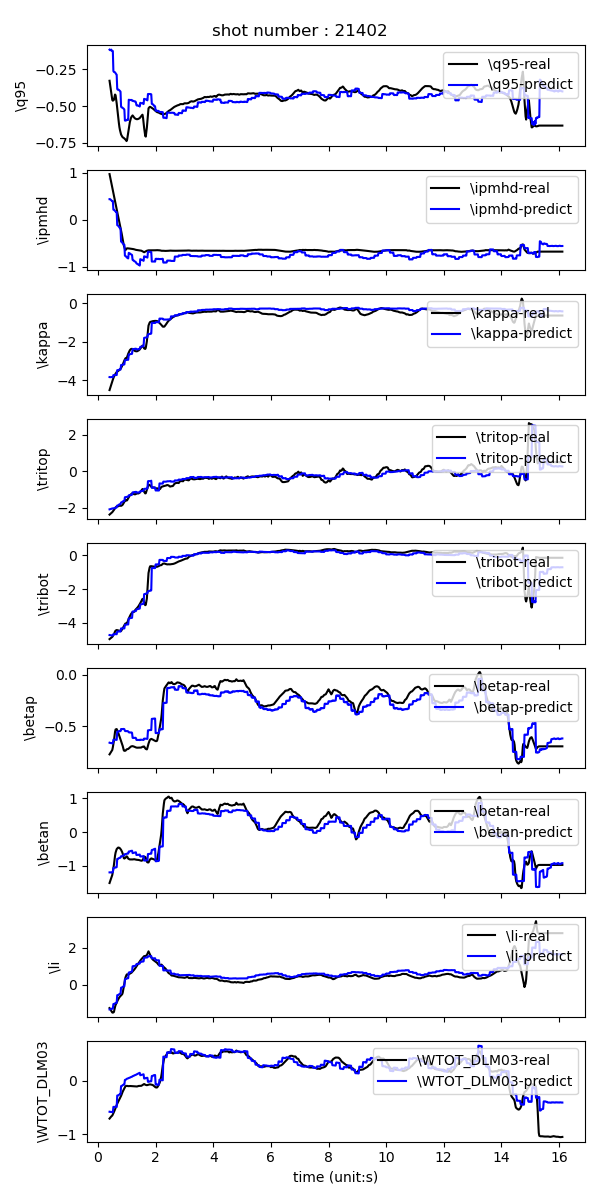 shot number : 21402
\q95
−0.25
−0.50
−0.75
\q95-real
\q95-predict
\ipmhd
1
0
−1
\ipmhd-real
\ipmhd-predict
\kappa
0
−2
−4
\kappa-real
\kappa-predict
\tritop
2
0
−2
\tritop-real
\tritop-predict
\tribot
0
−2
−4
\tribot-real
\tribot-predict
\betap
0.0
−0.5
\betap-real
\betap-predict
\betan
1
0
−1
\betan-real
\betan-predict
\li
2
0
\li-real
\li-predict
\WTOT_DLM03
0
−1
\WTOT_DLM03-real
\WTOT_DLM03-predict
0 2 4 6 8 10 12 14 16
time (unit:s)